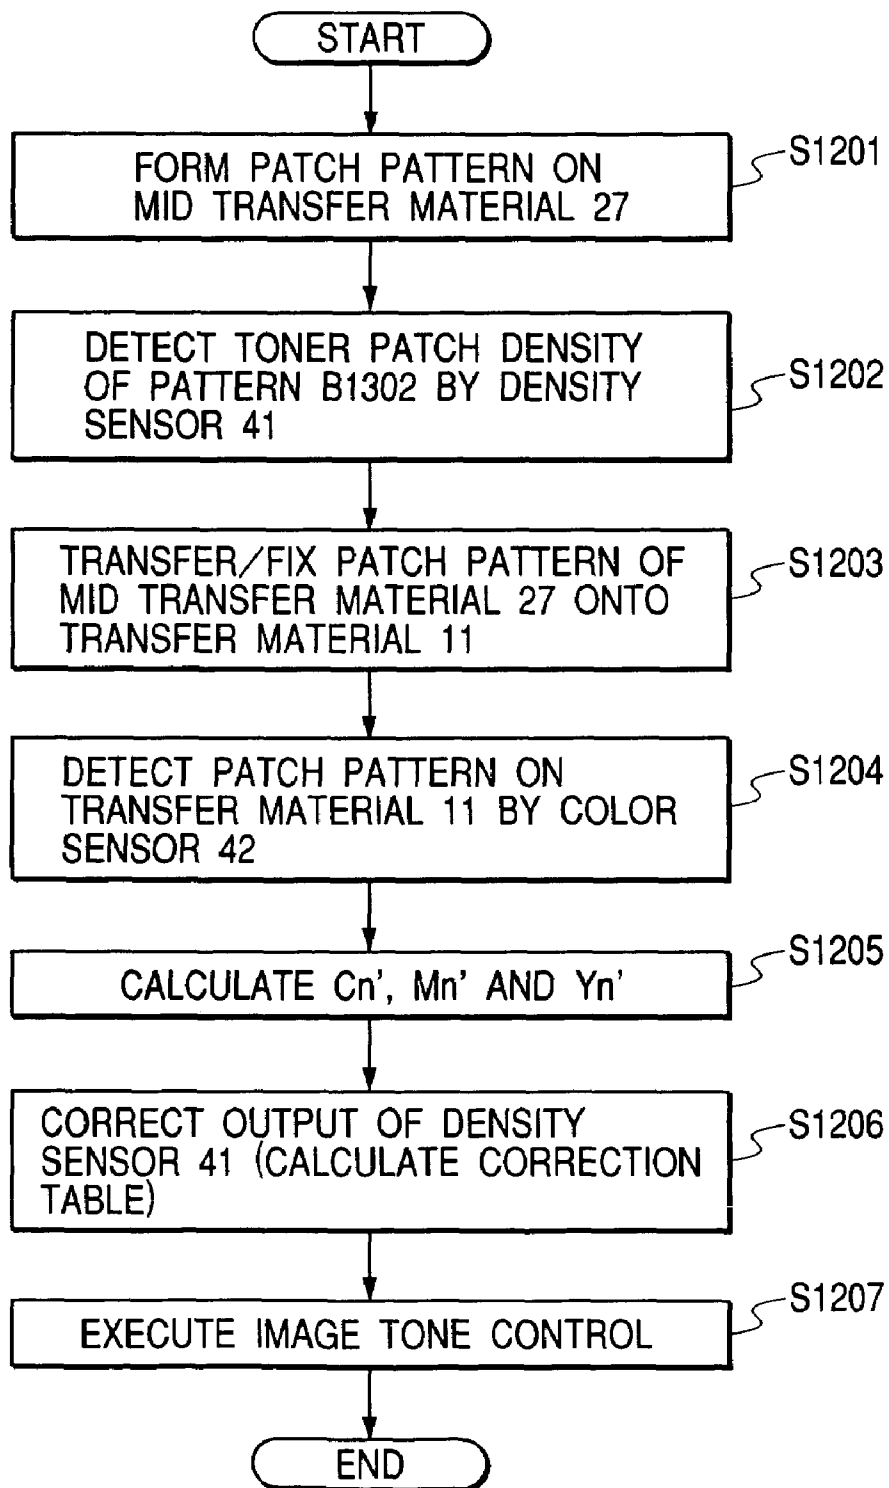 START
FORM PATCH PATTERN ON
MID TRANSFER MATERIAL 27
S1201
DETECT TONER PATCH DENSITY
OF PATTERN B1302 BY DENSITY
SENSOR 41
S1202
TRANSFER/FIX PATCH PATTERN OF
MID TRANSFER MATERIAL 27 ONTO
TRANSFER MATERIAL 11
S1203
DETECT PATCH PATTERN ON
TRANSFER MATERIAL 11 BY COLOR
SENSOR 42
S1204
CALCULATE Cn', Mn' AND Yn'
S1205
CORRECT OUTPUT OF DENSITY
SENSOR 41 (CALCULATE CORRECTION
TABLE)
S1206
EXECUTE IMAGE TONE CONTROL
S1207
END